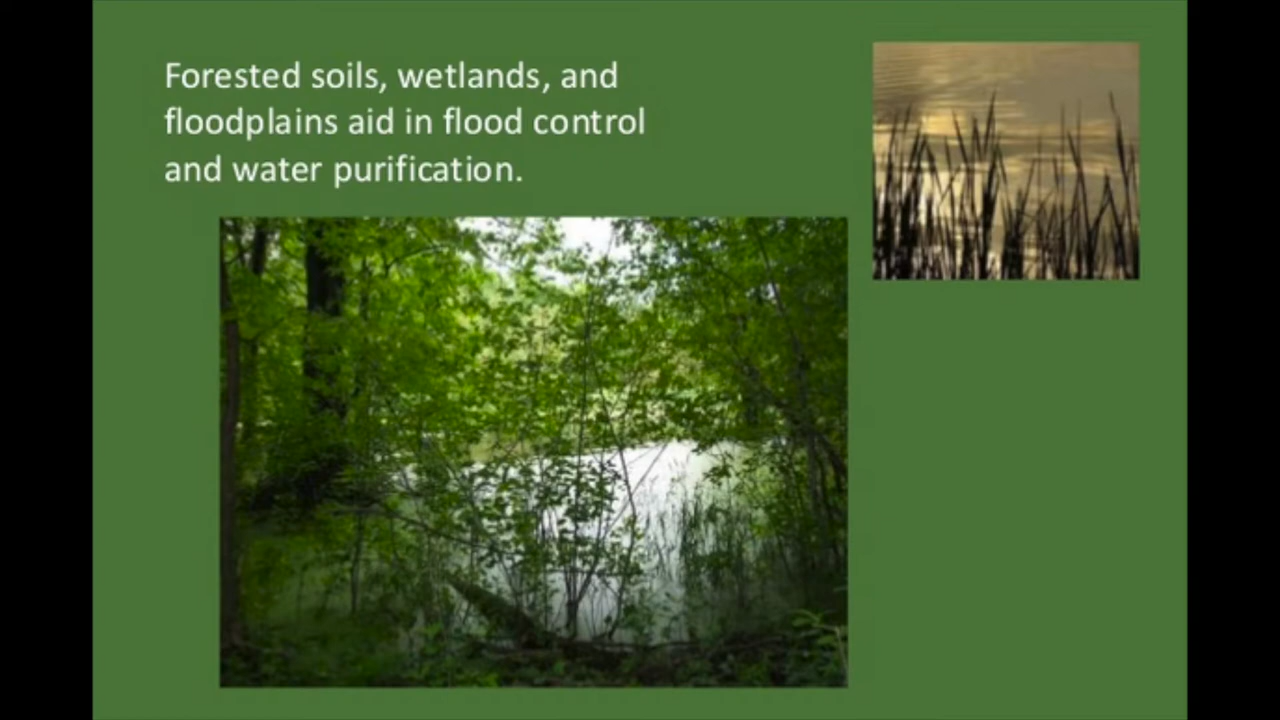 Forested soils, wetlands, and
floodplains aid in flood control
and water purification.